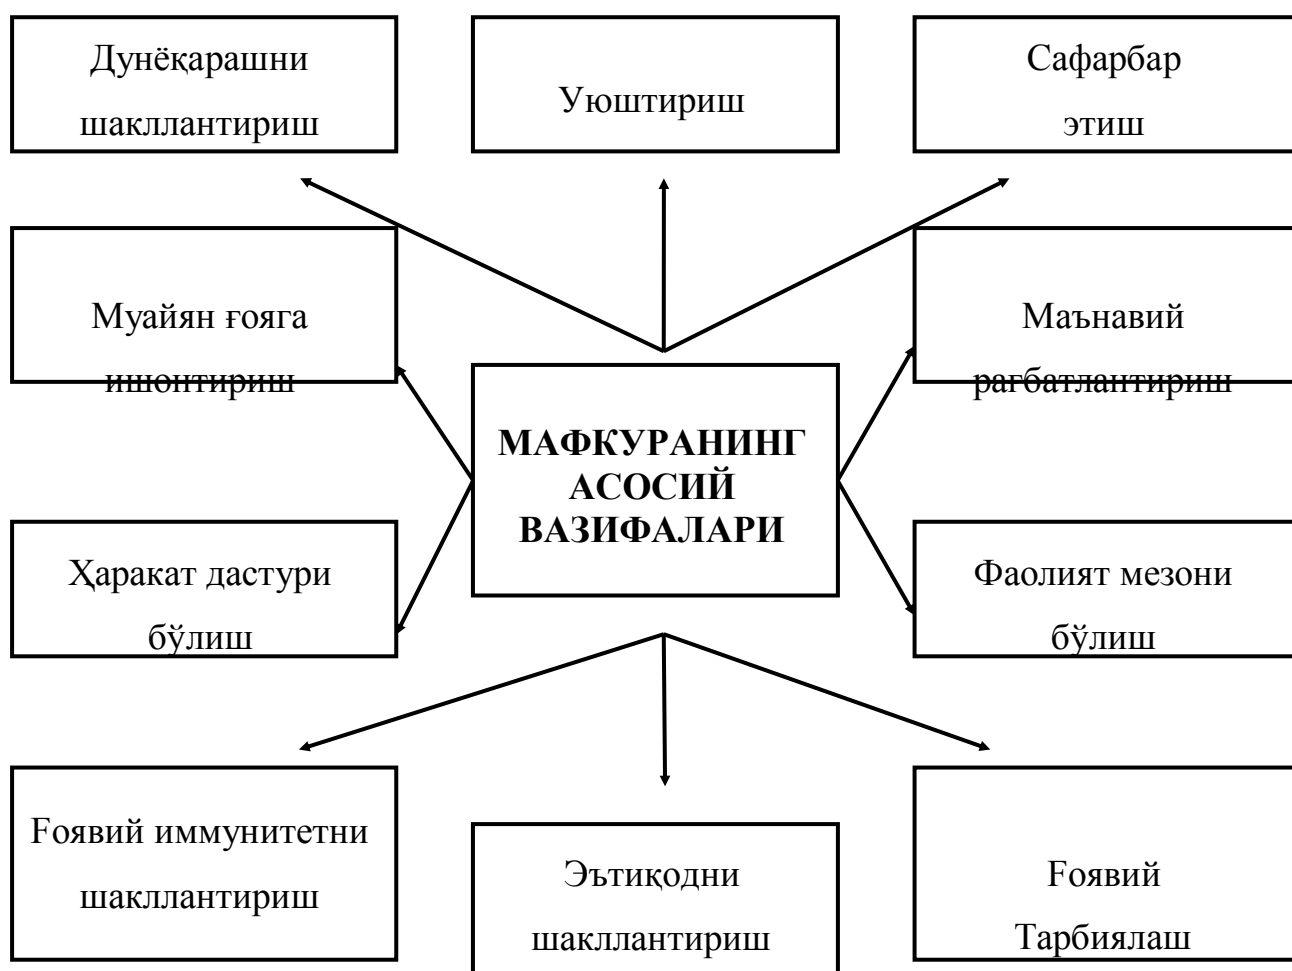 Дунёқарашни
шакллантириш
Уюштириш
Сафарбар
этиш
Муайян ғояга
ишонтириш
Маънавий
рағбатлантириш
МАФКУРАНИНГ
АСОСИЙ
ВАЗИФАЛАРИ
Ҳаракат дастури
бўлиш
Фаолият мезони
бўлиш
Ғоявий иммунитетни
шакллантириш
Эътиқодни
шакллантириш
Ғоявий
Тарбиялаш